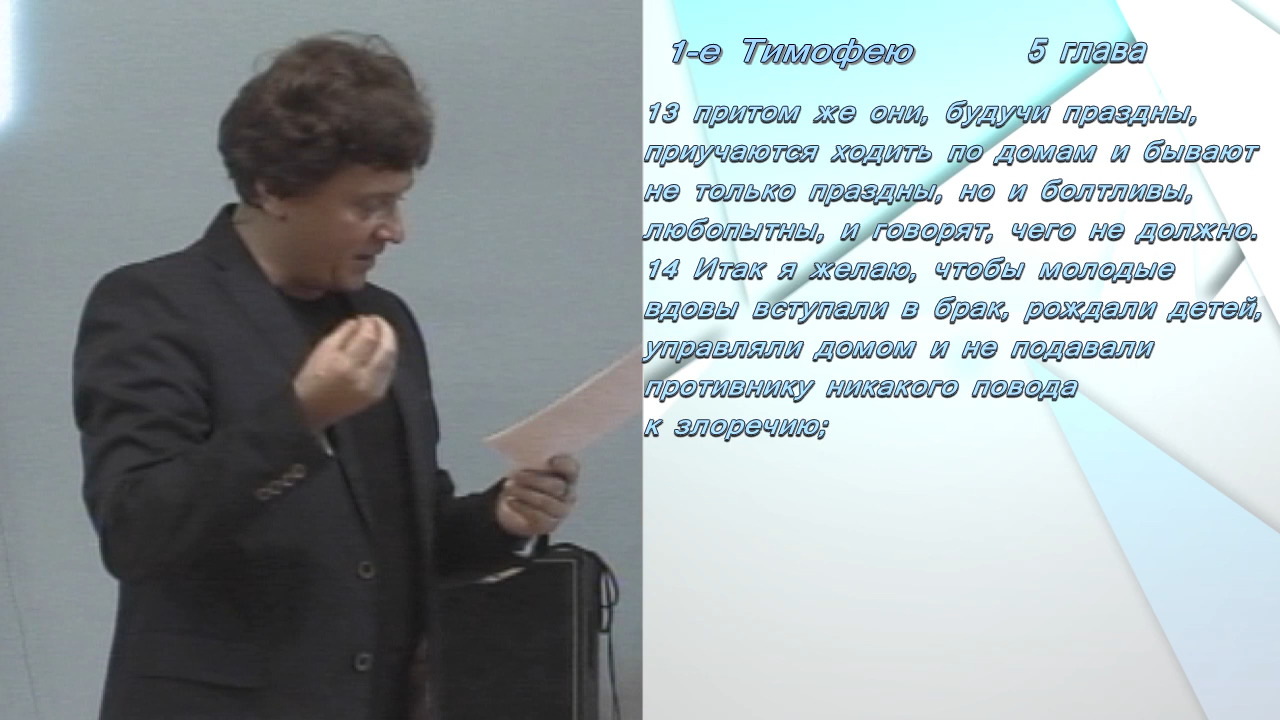 1-е Тимофею 5 глава
13 притом же они, будучи праздны,
приучаются ходить по домам и бывают
не только праздны, но и болтливы,
любопытны, и говорят, чего не должно.
14 Итак я желаю, чтобы молодые
вдовы вступали в брак, рождали детей,
управляли домом и не подавали
противнику никакого повода
к злоречию;